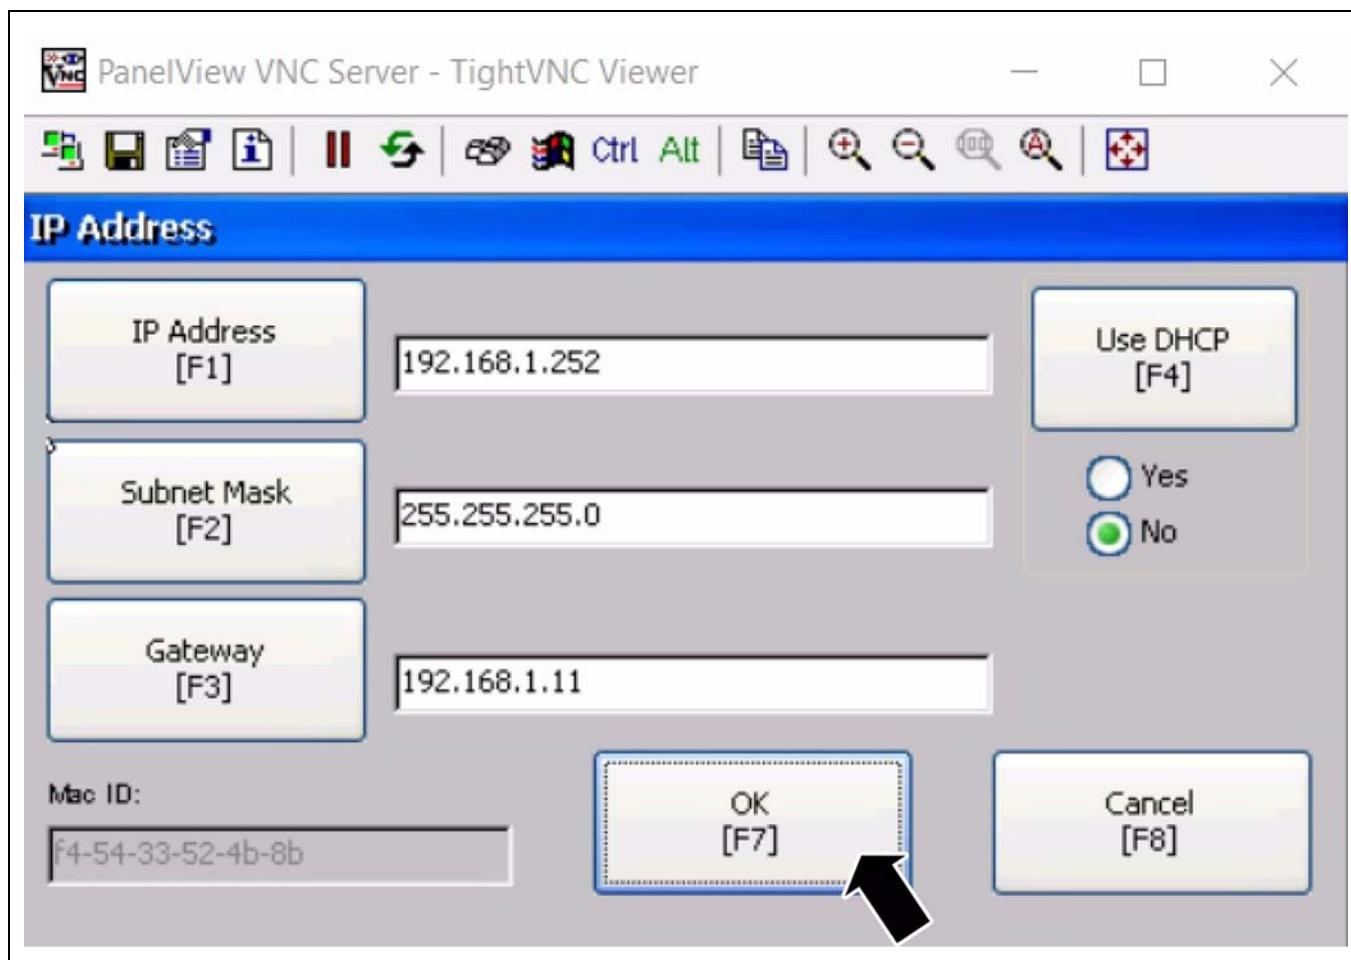 VNC PanelView VNC Server - TightVNC Viewer
Ctrl Alt
IP Address
IP Address
[F1]
192.168.1.252
Use DHCP
[F4]
Subnet Mask
[F2]
255.255.255.0
Yes
No
Gateway
[F3]
192.168.1.11
Mac ID:
f4-54-33-52-4b-8b
OK
[F7]
Cancel
[F8]